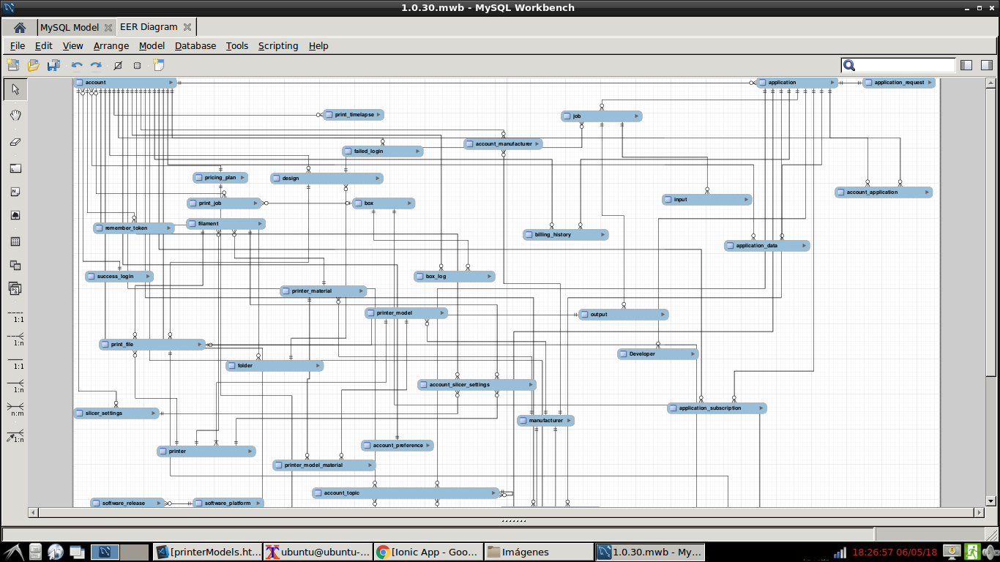 1.0.30.mwb - MySQL Workbench
MySQL Model
EER Diagram
File Edit View Arrange Model Database Tools Scripting Help
account
application
application_request
print_timelapse
job
account_manufacturer
failed_login
pricing_plan
design
account_application
input
print_job
box
remember_token
filament
billing_history
application_data
success_login
box_log
printer_material
printer_model
output
print_file
Developer
folder
account_slicer_settings
application_subscription
slicer_settings
manufacturer
account_preference
printer
printer_model_material
account_topic
software_release
software_platform
1:1
1:n
1:1
1:n
n:m
1:n
[printerModels.ht...
ubuntu@ubuntu-...
[Ionic App - Goo...
Imágenes
1.0.30.mwb - My...
18:26:57 06/05/18